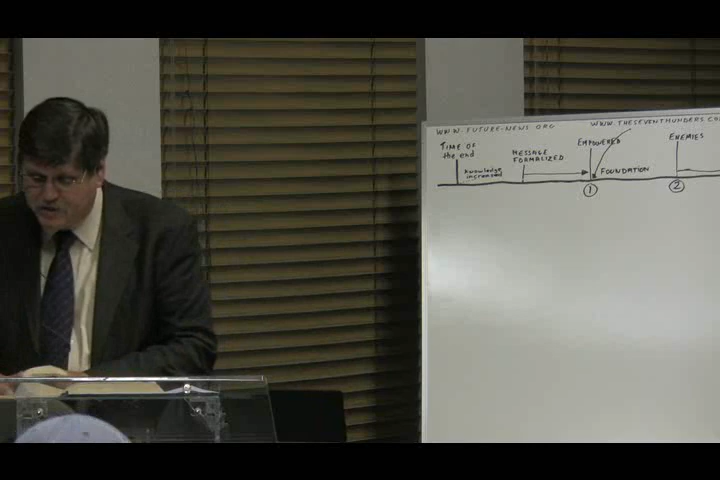 WWW.FUTURE-NEWS.ORG
WWW.THESEVENTHUNDERS.CO
TIME OF
the end
Knowledge
increased
MESSAGE
FORMALIZED
EMPOWERED
FOUNDATION
ENEMIES
1
2